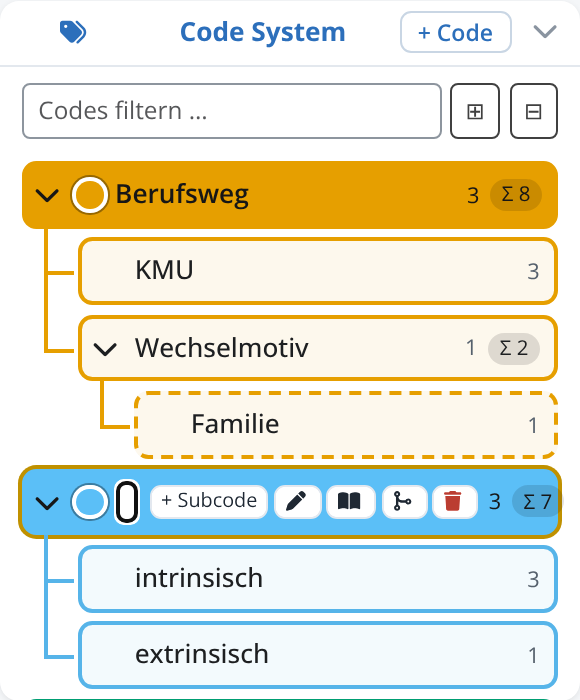 Code System
+ Code
Codes filtern ...
Berufsweg 3 Σ 8
KMU 3
Wechselmotiv 1 Σ 2
Familie 1
+ Subcode 3 Σ 7
intrinsisch 3
extrinsisch 1